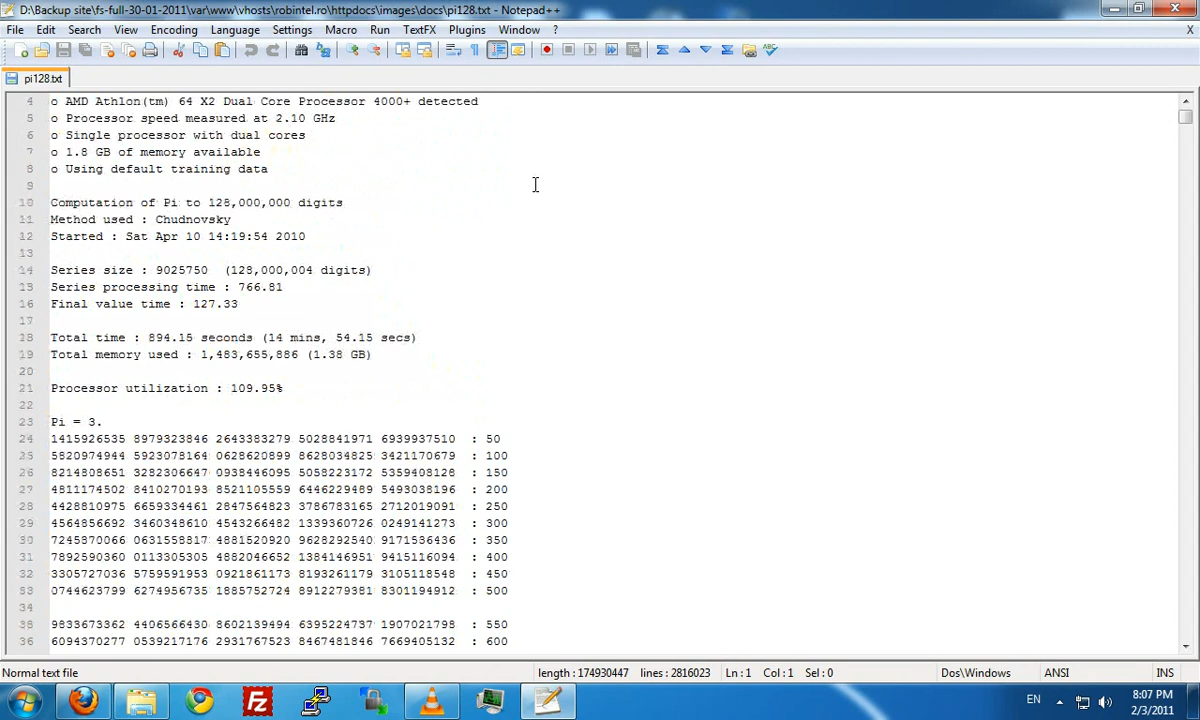 D:\Backup site\fs-full-30-01-2011\var\www\vhosts\robintel.ro\httpdocs\images\docs\pi128.txt - Notepad++
File Edit Search View Encoding Language Settings Macro Run TextFX Plugins Window ? X
pi128.txt
4 o AMD Athlon(tm) 64 X2 Dual Core Processor 4000+ detected
5 o Processor speed measured at 2.10 GHz
6 o Single processor with dual cores
7 o 1.8 GB of memory available
8 o Using default training data
9
10 Computation of Pi to 128,000,000 digits
11 Method used : Chudnovsky
12 Started : Sat Apr 10 14:19:54 2010
13
14 Series size : 9025750 (128,000,004 digits)
15 Series processing time : 766.81
16 Final value time : 127.33
17
18 Total time : 894.15 seconds (14 mins, 54.15 secs)
19 Total memory used : 1,483,655,886 (1.38 GB)
20
21 Processor utilization : 109.95%
22
23 Pi = 3.
24 1415926535 8979323846 2643383279 5028841971 6939937510 : 50
25 5820974944 5923078164 0628620899 8628034825 3421170679 : 100
26 8214808651 3282306647 0938446095 5058223172 5359408128 : 150
27 4811174502 8410270193 8521105559 6446229489 5493038196 : 200
28 4428810975 6659334461 2847564823 3786783165 2712019091 : 250
29 4564856692 3460348610 4543266482 1339360726 0249141273 : 300
30 7245870066 0631558817 4881520920 9628292540 9171536436 : 350
31 7892590360 0113305305 4882046652 1384146951 9415116094 : 400
32 3305727036 5759591953 0921861173 8193261179 3105118548 : 450
33 0744623799 6274956735 1885752724 8912279381 8301194912 : 500
34
35 9833673362 4406566430 8602139494 6395224737 1907021798 : 550
36 6094370277 0539217176 2931767523 8467481846 7669405132 : 600
Normal text file length : 174930447 lines : 2816023 Ln : 1 Col : 1 Sel : 0 Dos\Windows ANSI INS
EN 8:07 PM
2/3/2011